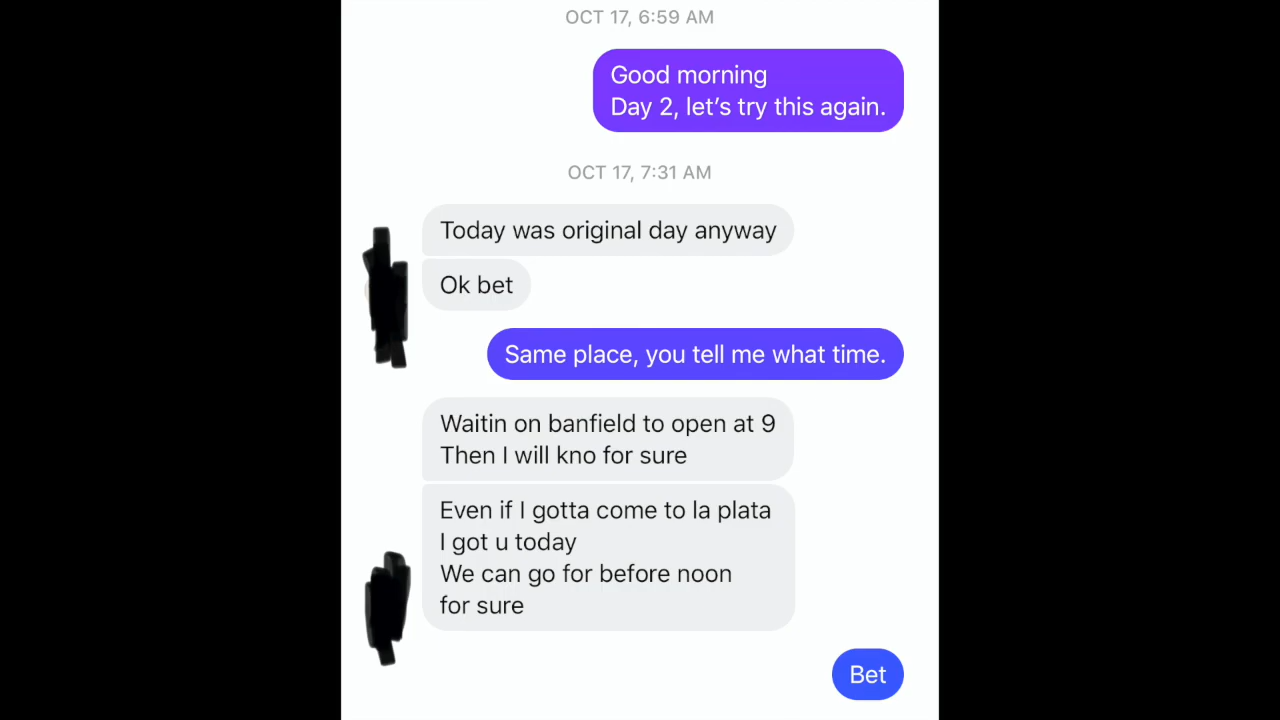 OCT 17, 6:59 AM
Good morning
Day 2, let’s try this again.
OCT 17, 7:31 AM
Today was original day anyway
Ok bet
Same place, you tell me what time.
Waitin on banfield to open at 9
Then I will kno for sure
Even if I gotta come to la plata
I got u today
We can go for before noon
for sure
Bet